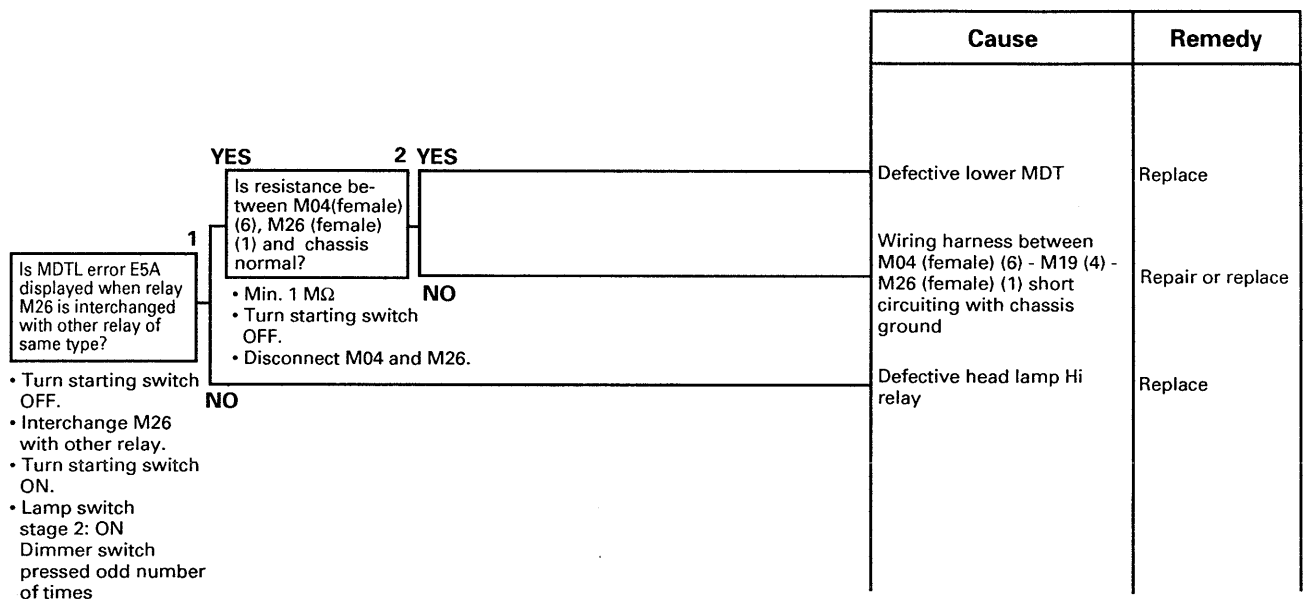 Cause
Remedy
YES
2 YES
Is resistance be-
tween M04(female)
(6), M26 (female)
(1) and chassis
normal?
Defective lower MDT
Replace
1
Is MDTL error E5A
displayed when relay
M26 is interchanged
with other relay of
same type?
• Min. 1 MΩ
• Turn starting switch
OFF.
• Disconnect M04 and M26.
NO
Wiring harness between
M04 (female) (6) - M19 (4) -
M26 (female) (1) short
circuiting with chassis
ground
Repair or replace
• Turn starting switch
OFF.
• Interchange M26
with other relay.
• Turn starting switch
ON.
• Lamp switch
stage 2: ON
Dimmer switch
pressed odd number
of times
NO
Defective head lamp Hi
relay
Replace